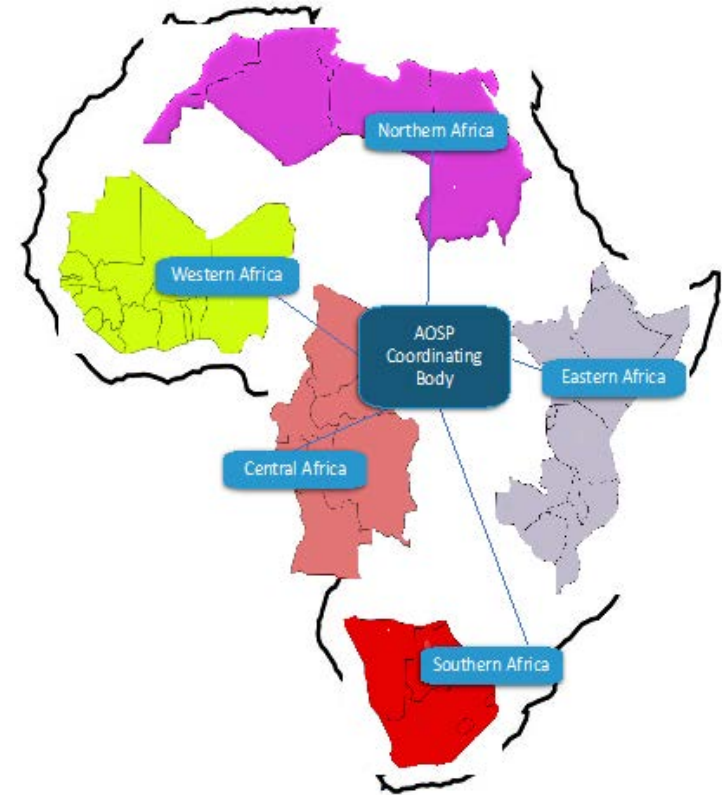 Northern Africa
Western Africa
AOSP
Coordinating
Body
Eastern Africa
Central Africa
Southern Africa